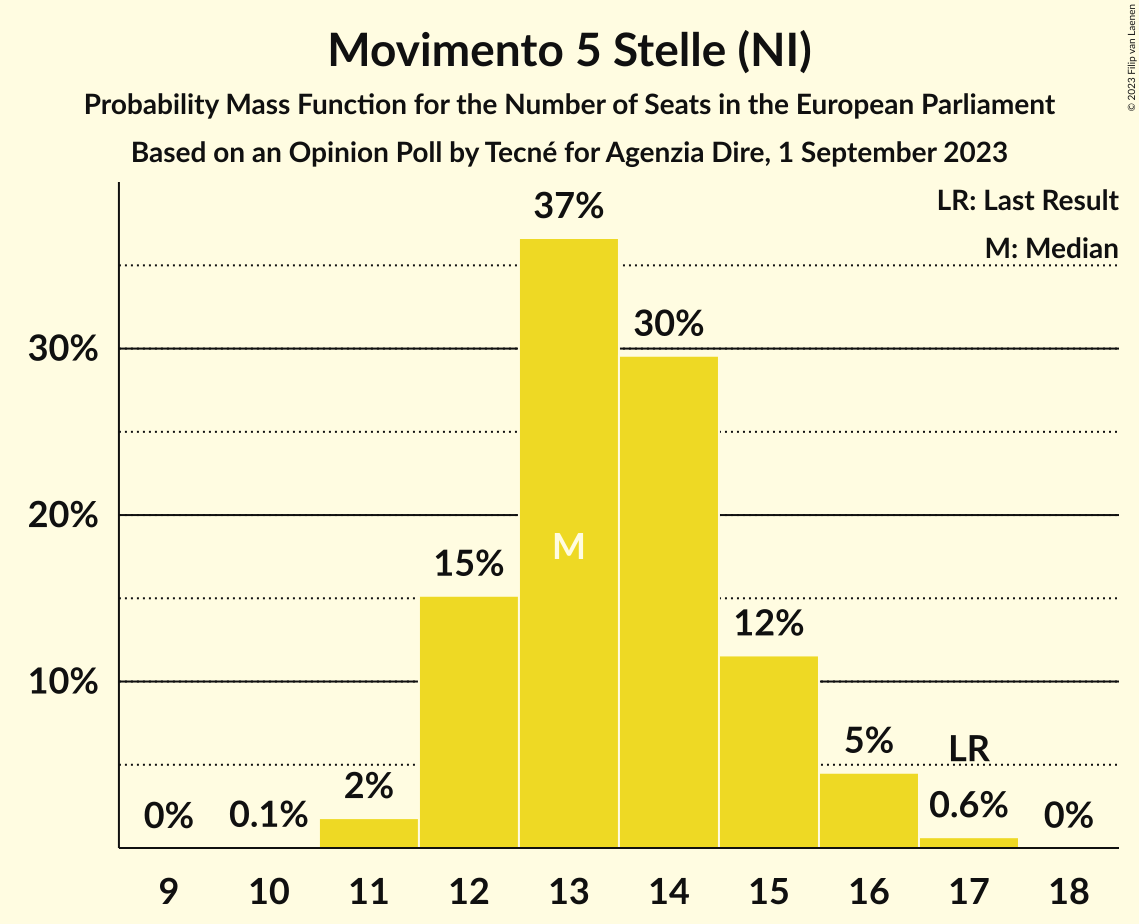 Movimento 5 Stelle (NI)
Probability Mass Function for the Number of Seats in the European Parliament
Based on an Opinion Poll by Tecné for Agenzia Dire, 1 September 2023
© 2023 Filip van Laenen
LR: Last Result
M: Median
37%
30%
30%
20%
M
15%
12%
10%
5%
LR
2%
0%
0.1%
0.6%
0%
9 10 11 12 13 14 15 16 17 18